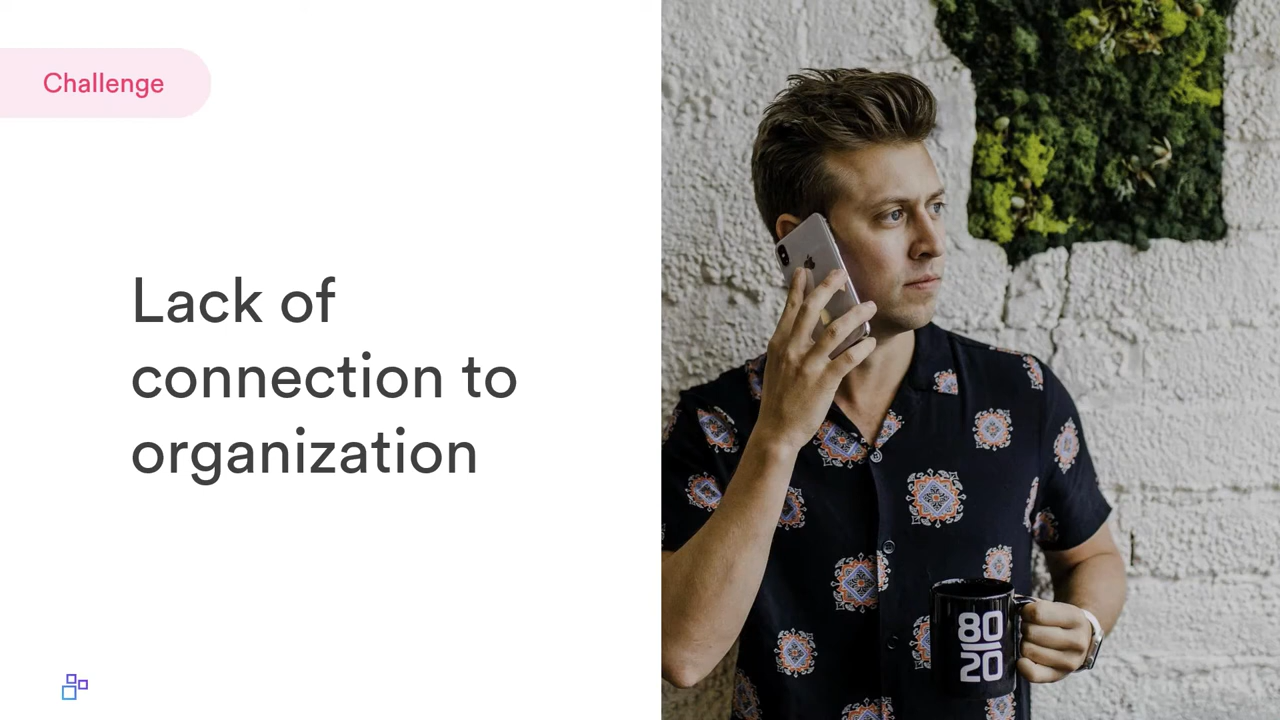 Challenge
Lack of
connection to
organization
80
20